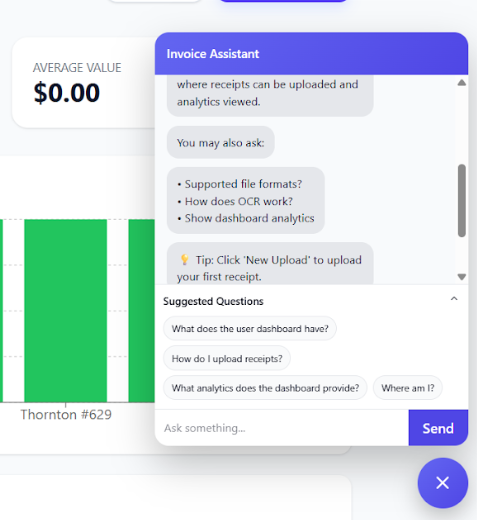 AVERAGE VALUE
$0.00
Thornton #629
Invoice Assistant
where receipts can be uploaded and
analytics viewed.
You may also ask:
• Supported file formats?
• How does OCR work?
• Show dashboard analytics
💡 Tip: Click 'New Upload' to upload
your first receipt.
Suggested Questions
What does the user dashboard have?
How do I upload receipts?
What analytics does the dashboard provide?
Where am I?
Ask something...
Send